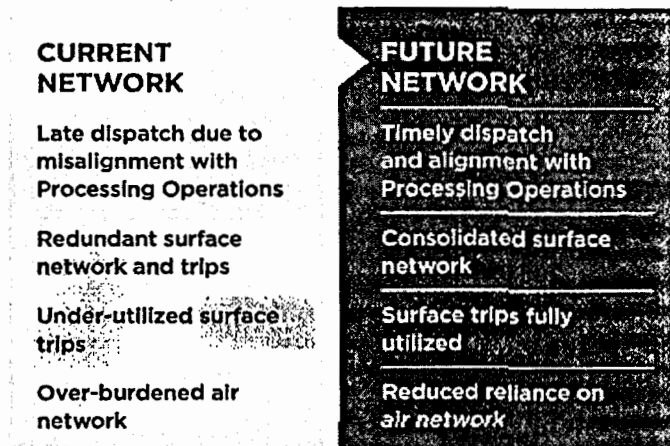 CURRENT
NETWORK
Late dispatch due to
misalignment with
Processing Operations
Redundant surface
network and trips
Under-utilized surface
trips
Over-burdened air
network
FUTURE
NETWORK
Timely dispatch
and alignment with
Processing Operations
Consolidated surface
network
Surface trips fully
utilized
Reduced reliance on
air network